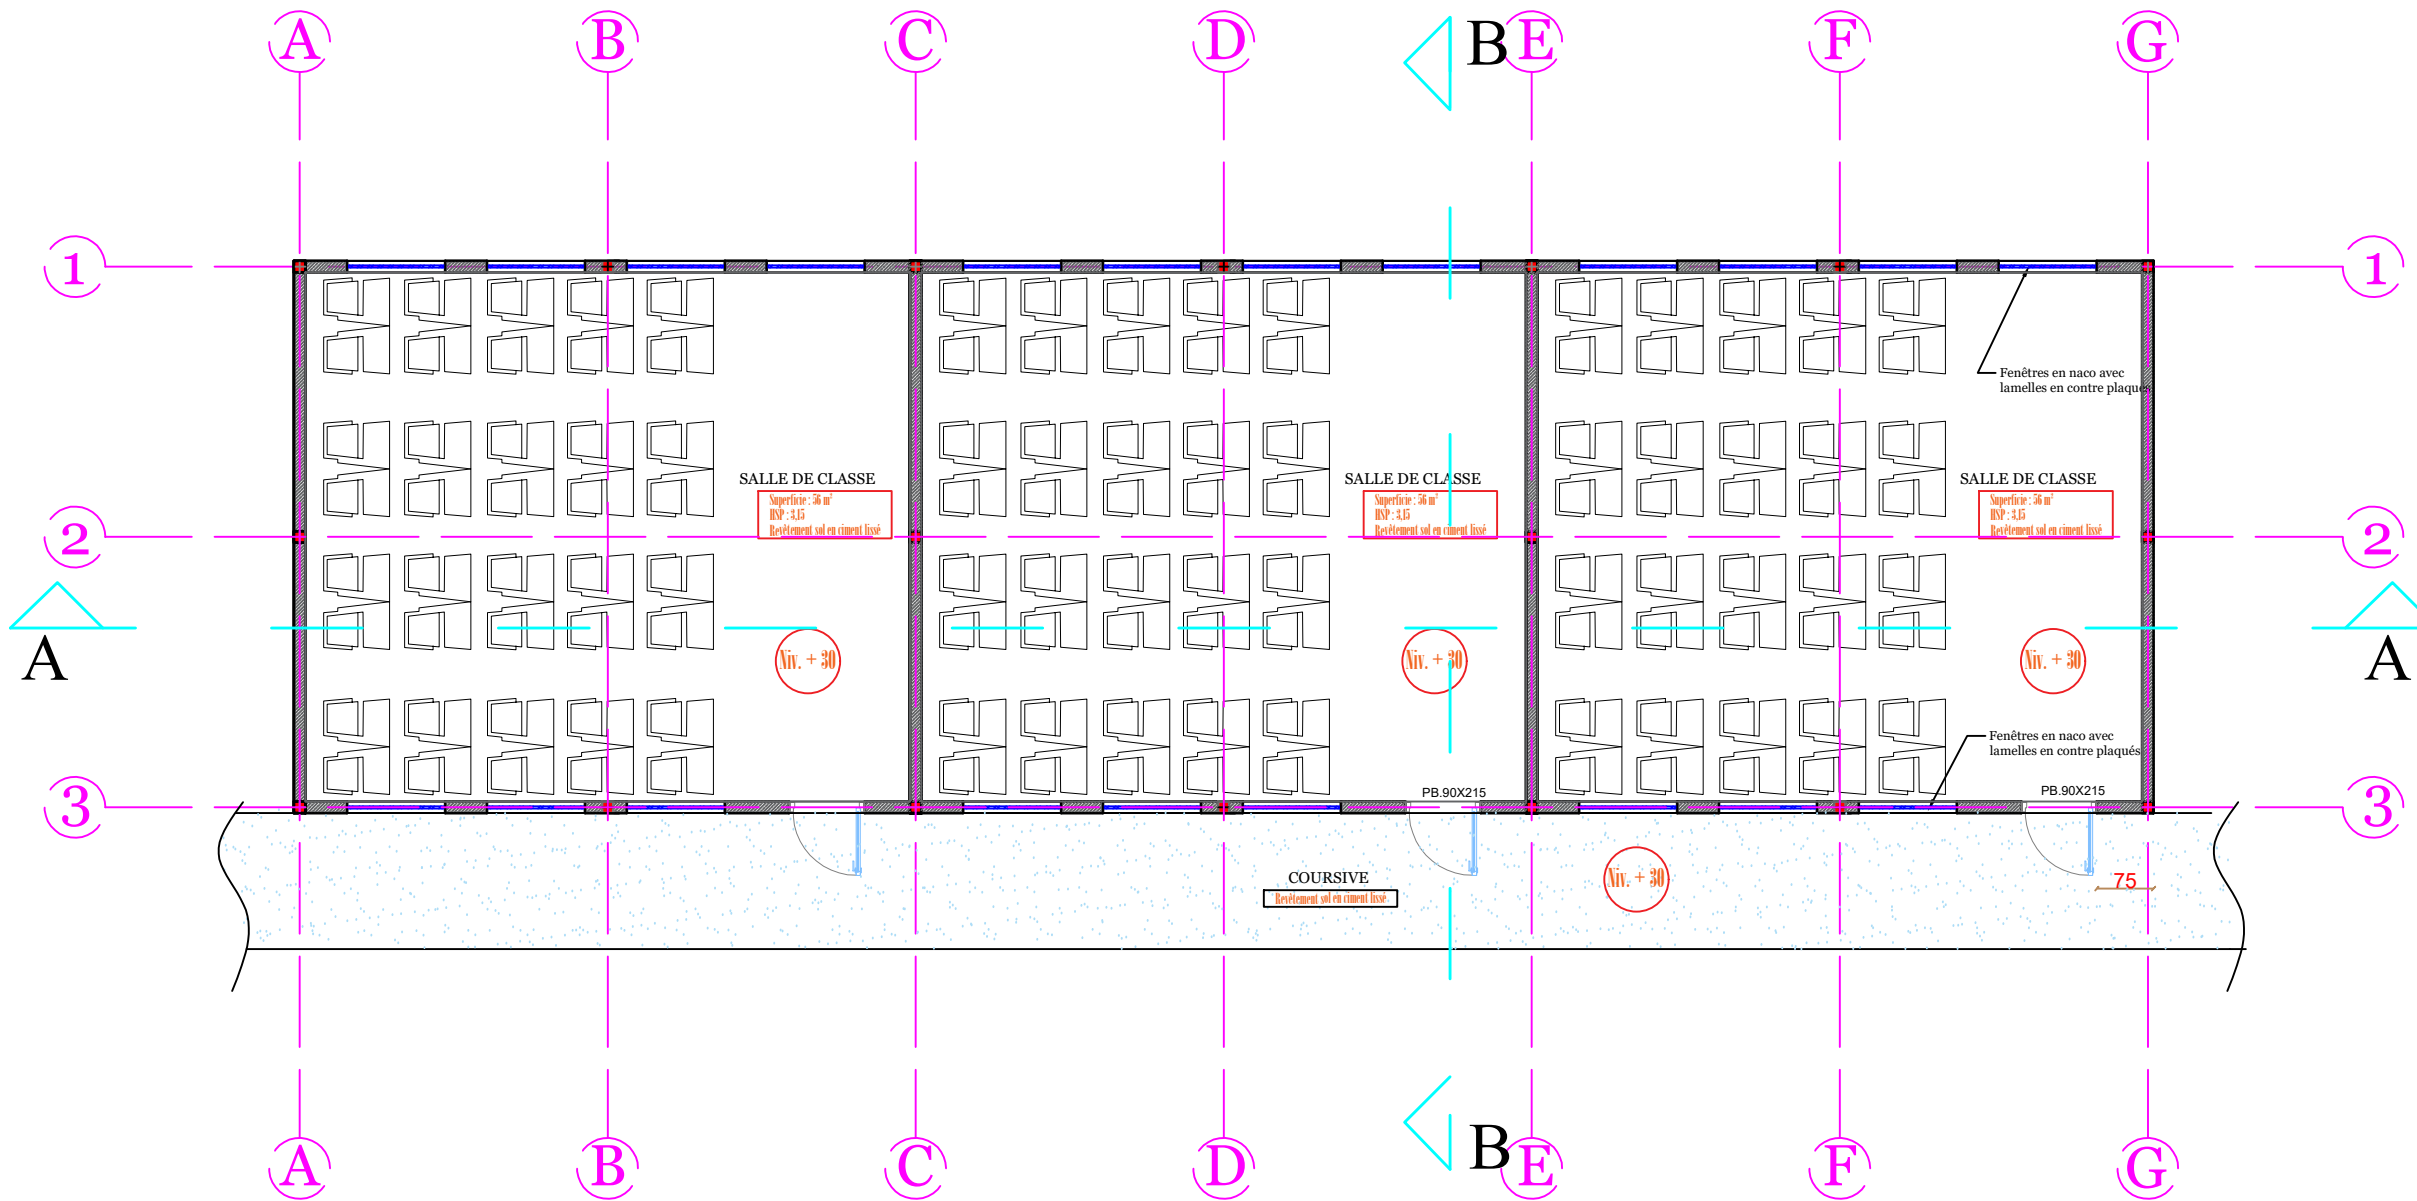 A B C D B E F G
1 1
Fenêtres en naco avec
lamelles en contre plaqués
SALLE DE CLASSE SALLE DE CLASSE SALLE DE CLASSE
Superficie : 56 m² Superficie : 56 m² Superficie : 56 m²
HSP : 3,15 HSP : 3,15 HSP : 3,15
Revêtement sol en ciment lissé Revêtement sol en ciment lissé Revêtement sol en ciment lissé
2 2
A A
Niv. + 30 Niv. + 30 Niv. + 30
Fenêtres en naco avec
lamelles en contre plaqués
PB.90X215 PB.90X215
3 3
COURSIVE
Revêtement sol en ciment lissé
Niv. + 30
75
A B C D B E F G